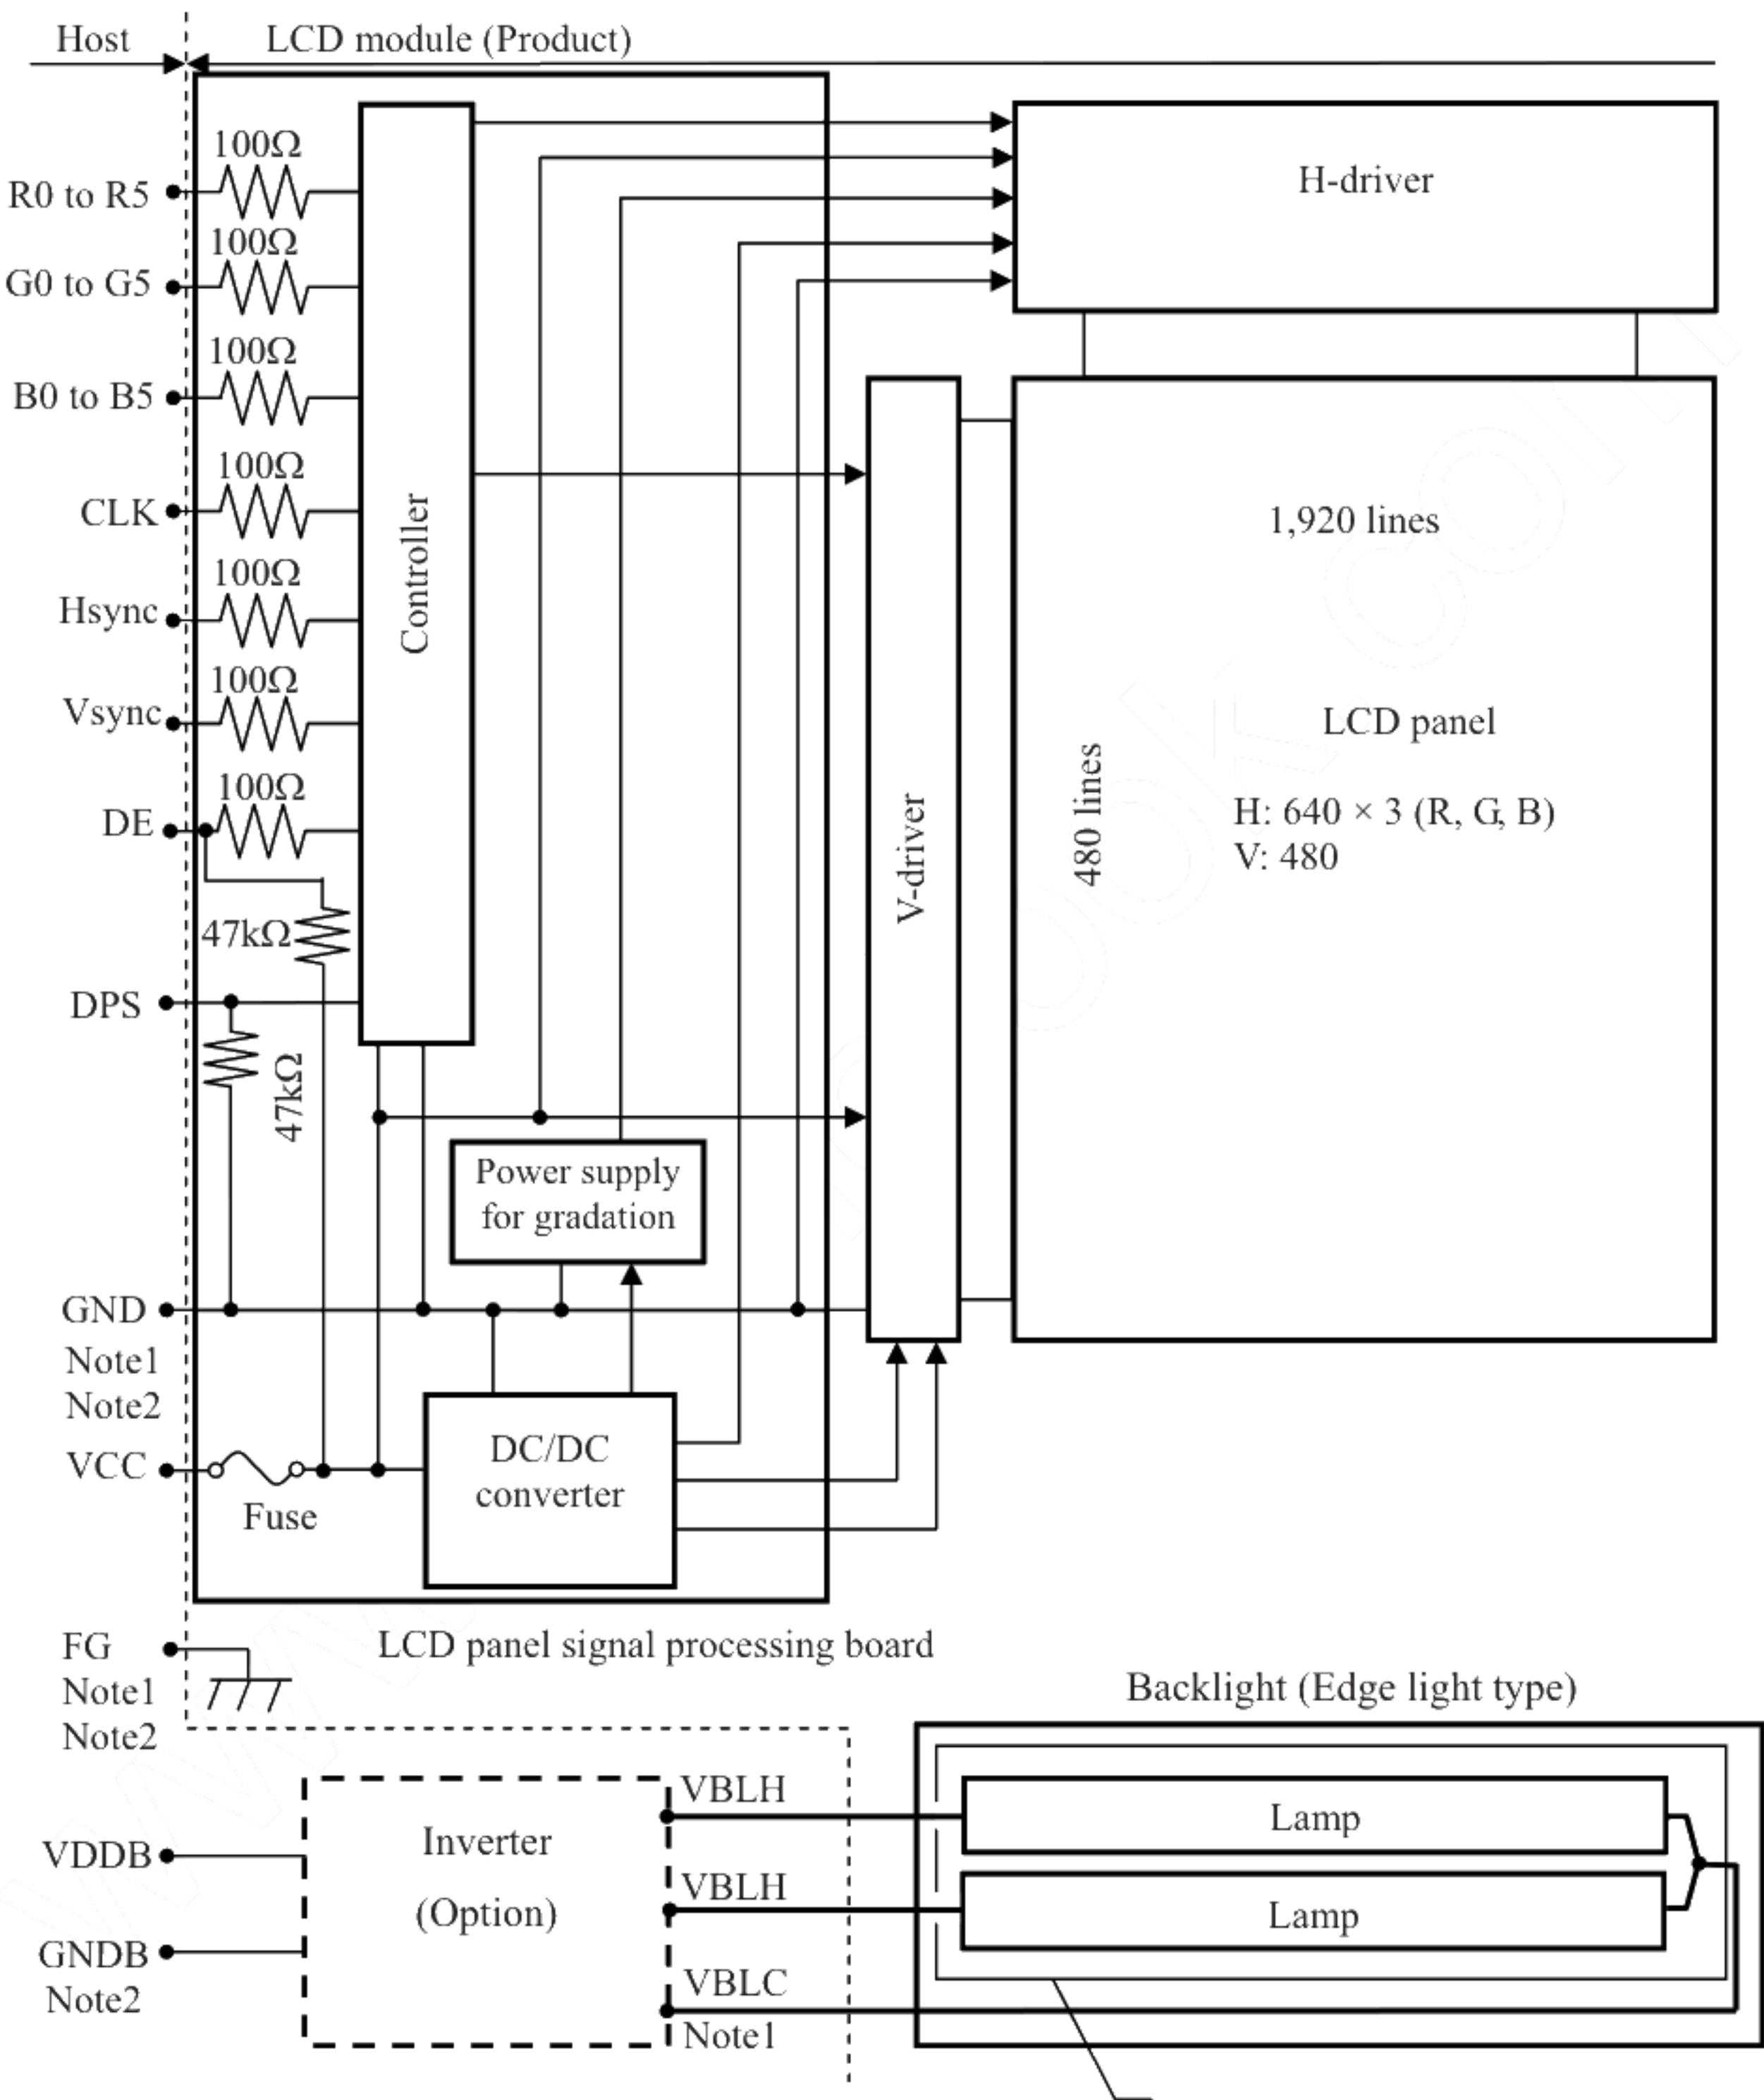 Host
LCD module (Product)
100Ω
R0 to R5
100Ω
G0 to G5
100Ω
B0 to B5
100Ω
CLK
100Ω
Hsync
100Ω
Vsync
100Ω
DE
47kΩ
DPS
47kΩ
Controller
H-driver
1,920 lines
LCD panel
480 lines
H: 640 × 3 (R, G, B)
V: 480
V-driver
Power supply
for gradation
GND
Note1
Note2
VCC
Fuse
DC/DC
converter
FG
Note1
Note2
LCD panel signal processing board
Backlight (Edge light type)
VDDB
GNDB
Note2
Inverter
(Option)
VBLH
VBLH
VBLC
Note1
Lamp
Lamp